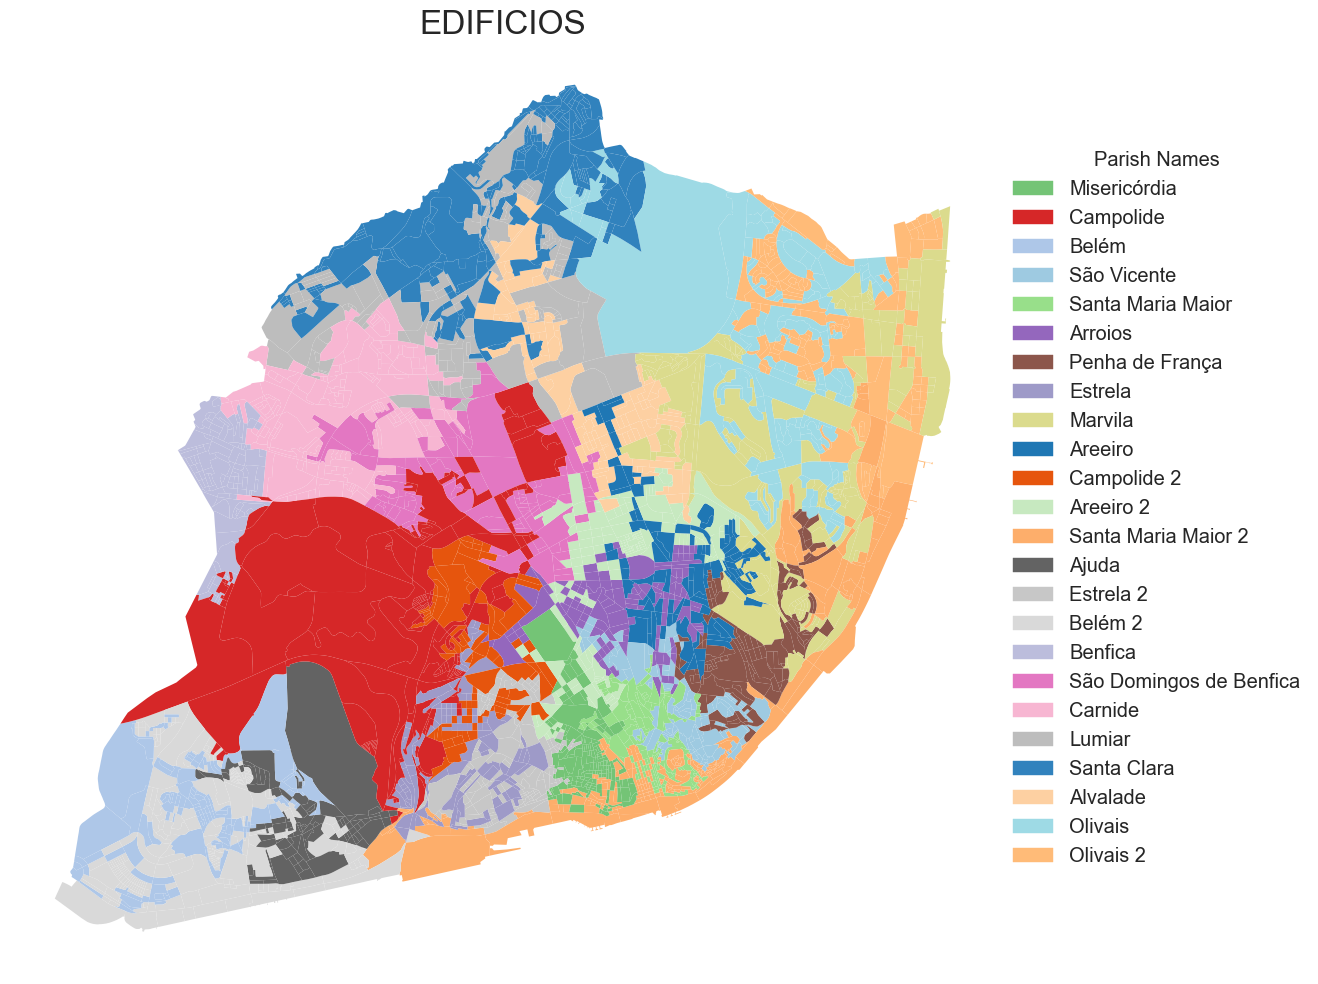 EDIFICIOS
Parish Names
Misericórdia
Campolide
Belém
São Vicente
Santa Maria Maior
Arroios
Penha de França
Estrela
Marvila
Areeiro
Campolide 2
Areeiro 2
Santa Maria Maior 2
Ajuda
Estrela 2
Belém 2
Benfica
São Domingos de Benfica
Carnide
Lumiar
Santa Clara
Alvalade
Olivais
Olivais 2